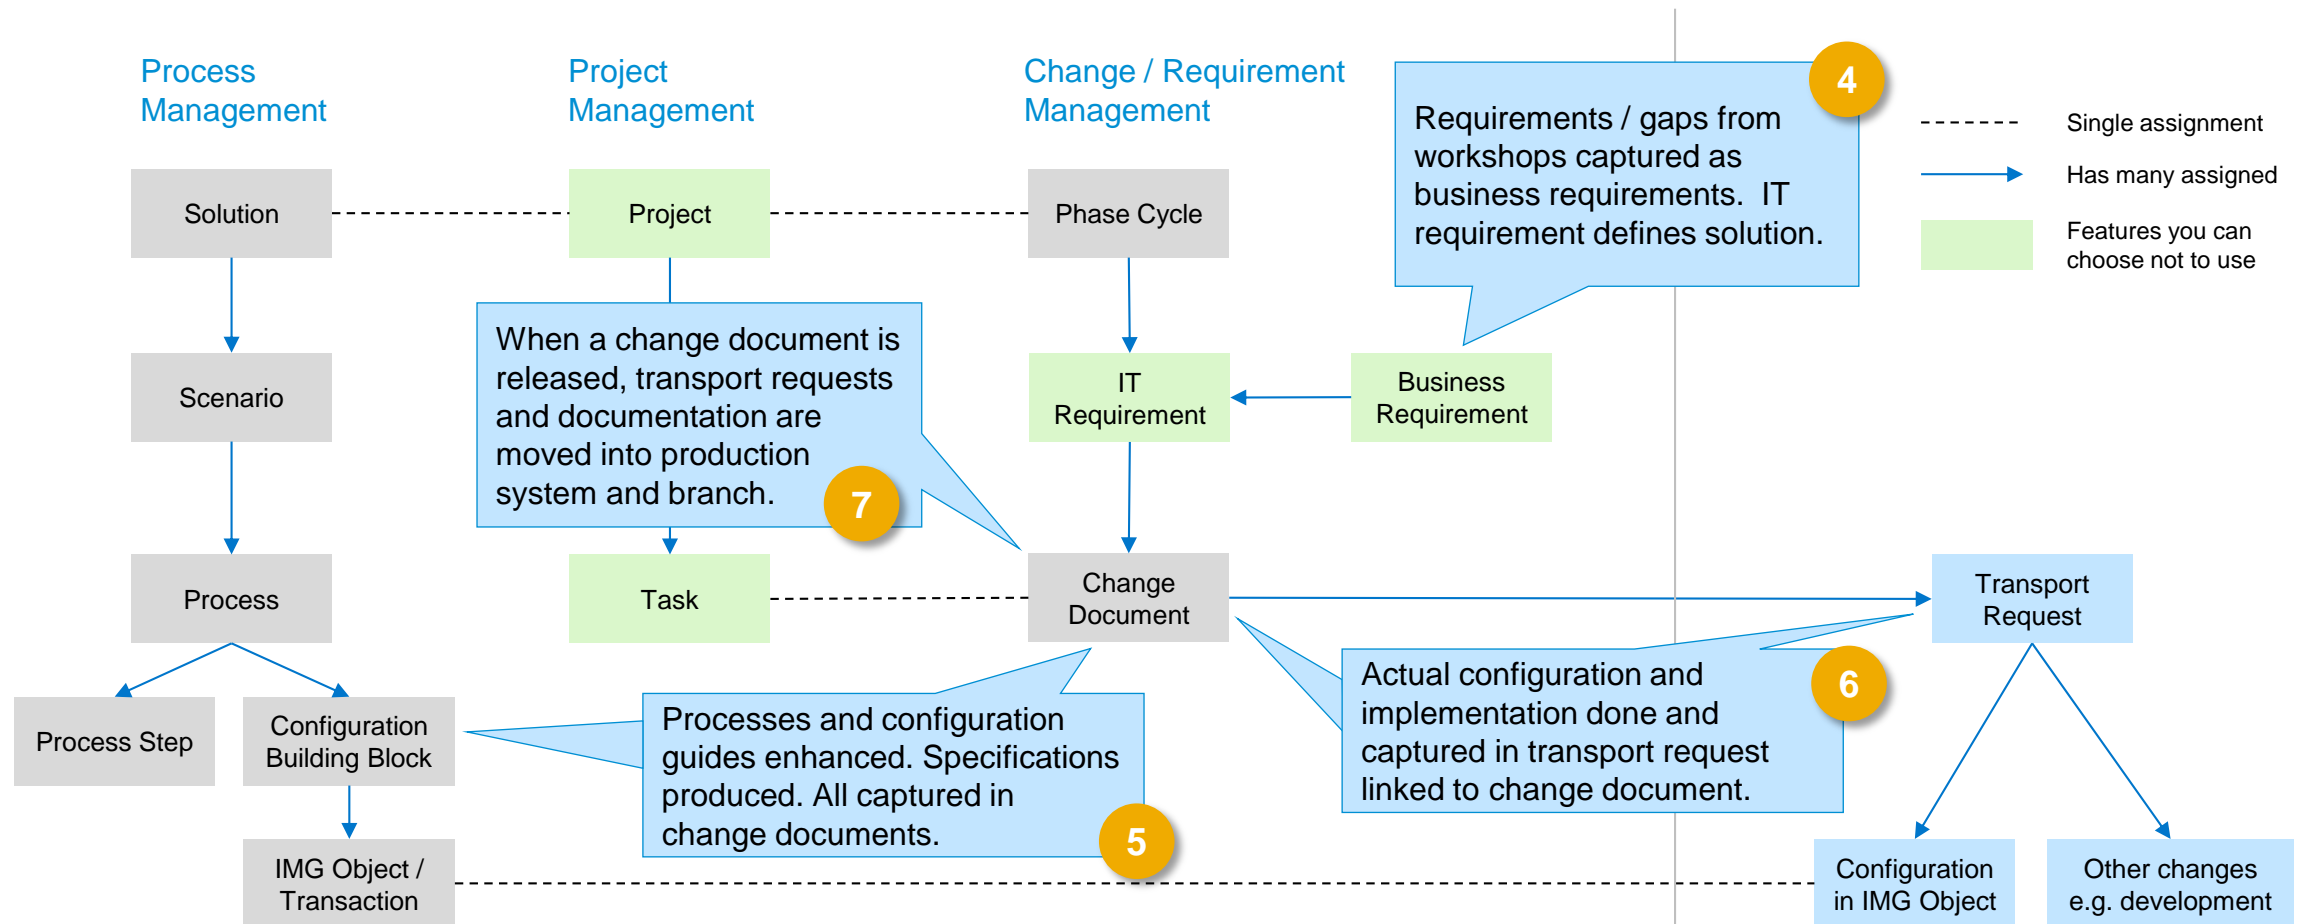 Process
Management
Project
Management
Change / Requirement
Management
4
Requirements / gaps from
workshops captured as
business requirements.  IT
requirement defines solution.
Single assignment
Has many assigned
Features you can
choose not to use
Solution
Project
Phase Cycle
When a change document is
released, transport requests
and documentation are
moved into production
system and branch.
7
Scenario
IT
Requirement
Business
Requirement
Process
Task
Change
Document
Transport
Request
Process Step
Configuration
Building Block
Processes and configuration
guides enhanced. Specifications
produced. All captured in
change documents.
5
Actual configuration and
implementation done and
captured in transport request
linked to change document.
6
IMG Object /
Transaction
Configuration
in IMG Object
Other changes
e.g. development